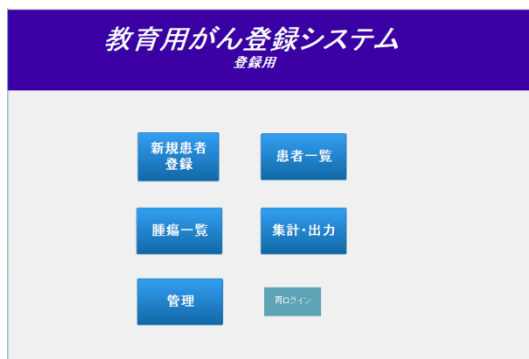 教育用がん登録システム
登録用
新規患者
登録
患者一覧
腫瘍一覧
集計・出力
管理
再ログイン